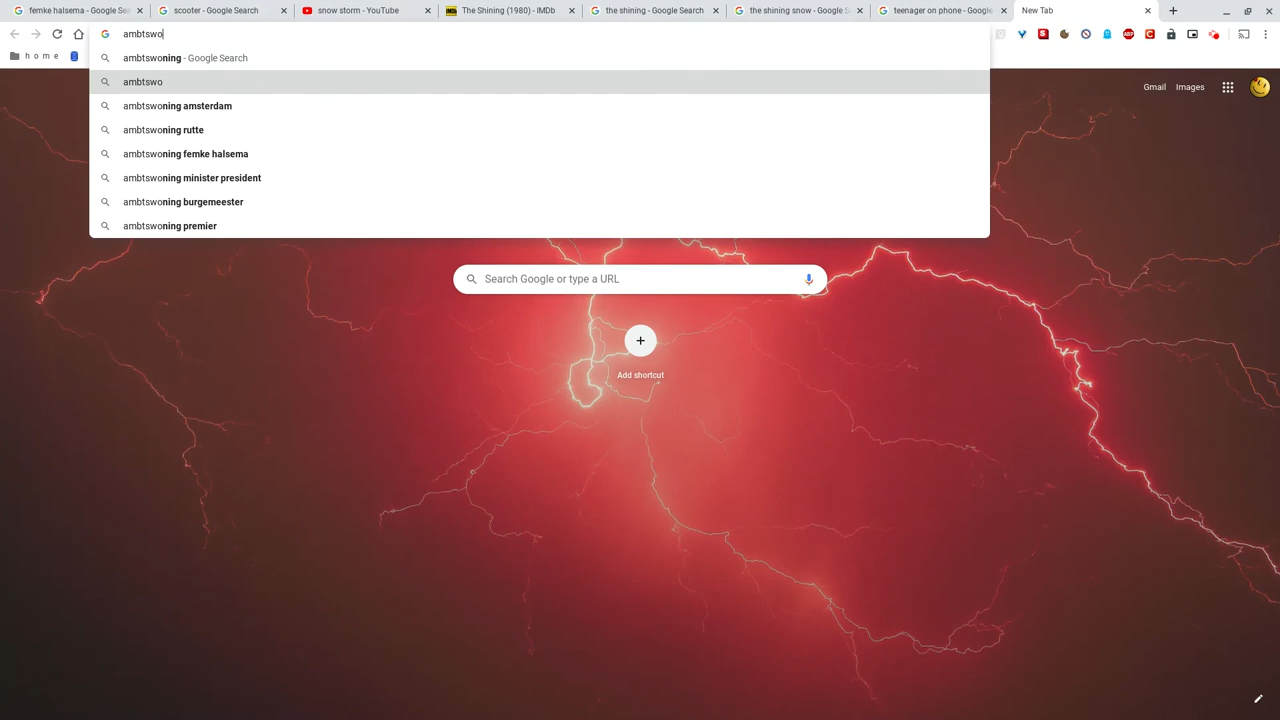 femke halsema - Google Sea
scooter - Google Search
snow storm - YouTube
The Shining (1980) - IMDb
the shining - Google Search
the shining snow - Google S
teenager on phone - Google
New Tab
ambtswo
home
ambtswoning - Google Search
ambtswo
ambtswoning amsterdam
ambtswoning rutte
ambtswoning femke halsema
ambtswoning minister president
ambtswoning burgemeester
ambtswoning premier
Gmail Images
Search Google or type a URL
Add shortcut